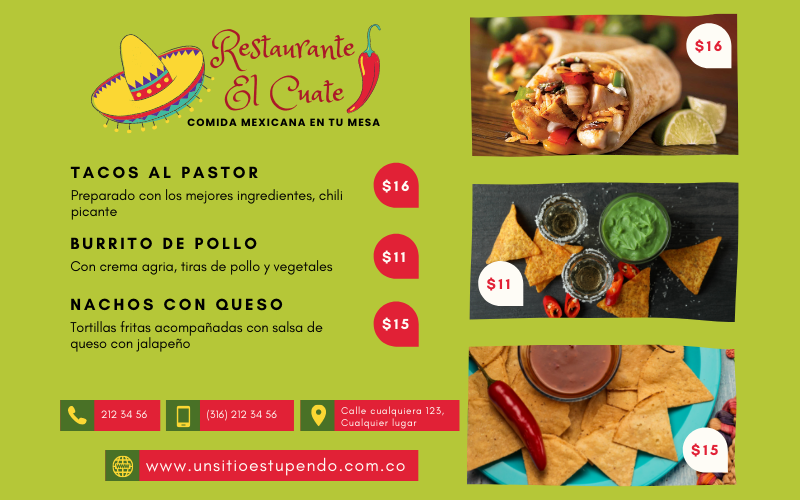 Restaurante
El Cuate
COMIDA MEXICANA EN TU MESA
TACOS AL PASTOR
$16
Preparado con los mejores ingredientes, chili
picante
BURRITO DE POLLO
$11
Con crema agria, tiras de pollo y vegetales
NACHOS CON QUESO
$15
Tortillas fritas acompañadas con salsa de
queso con jalapeño
212 34 56
(316) 212 34 56
Calle cualquiera 123,
Cualquier lugar
www.unsitioestupendo.com.co
$16
$11
$15